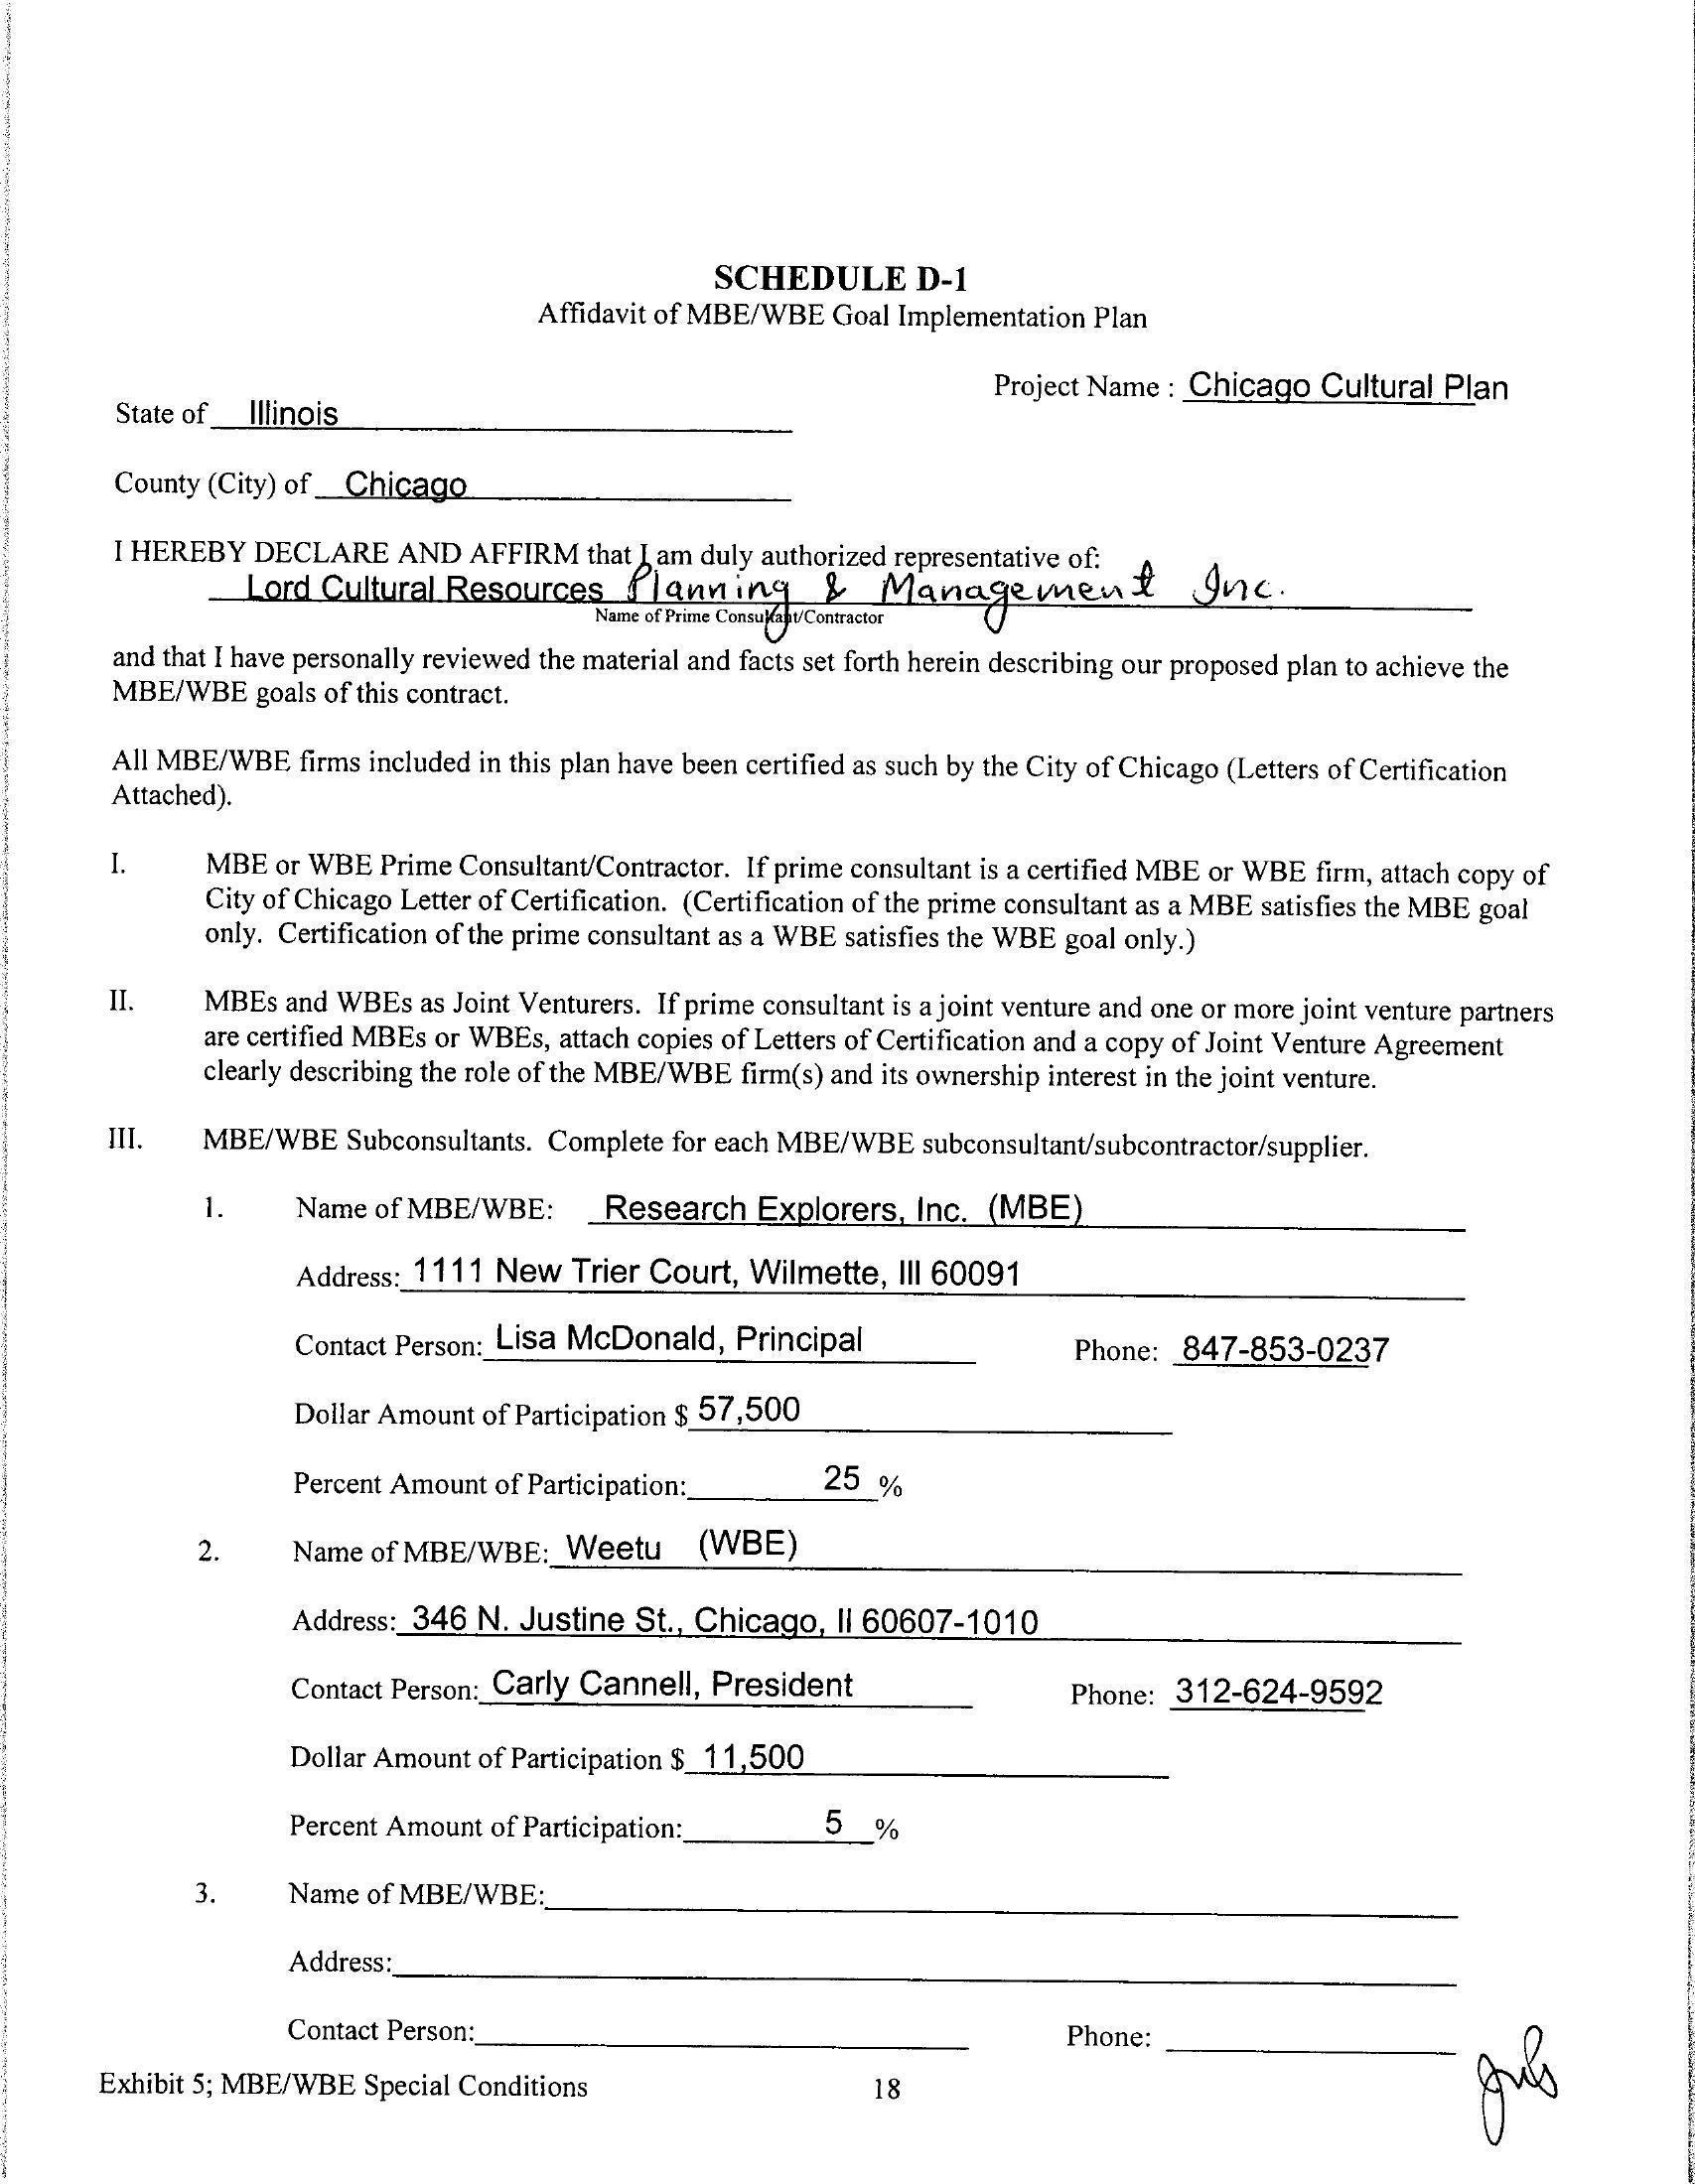 SCHEDULE D-1
Affidavit of MBE/WBE Goal Implementation Plan
Project Name : Chicago Cultural Plan
State of Illinois
County (City) of Chicago
I HEREBY DECLARE AND AFFIRM that I am duly authorized representative of:
Lord Cultural Resources Planning & Management Inc.
Name of Prime Consultant/Contractor
and that I have personally reviewed the material and facts set forth herein describing our proposed plan to achieve the
MBE/WBE goals of this contract.
All MBE/WBE firms included in this plan have been certified as such by the City of Chicago (Letters of Certification
Attached).
I. MBE or WBE Prime Consultant/Contractor. If prime consultant is a certified MBE or WBE firm, attach copy of
City of Chicago Letter of Certification. (Certification of the prime consultant as a MBE satisfies the MBE goal
only. Certification of the prime consultant as a WBE satisfies the WBE goal only.)
II. MBEs and WBEs as Joint Venturers. If prime consultant is a joint venture and one or more joint venture partners
are certified MBEs or WBEs, attach copies of Letters of Certification and a copy of Joint Venture Agreement
clearly describing the role of the MBE/WBE firm(s) and its ownership interest in the joint venture.
III. MBE/WBE Subconsultants. Complete for each MBE/WBE subconsultant/subcontractor/supplier.
1. Name of MBE/WBE: Research Explorers, Inc. (MBE)
Address: 1111 New Trier Court, Wilmette, Ill 60091
Contact Person: Lisa McDonald, Principal Phone: 847-853-0237
Dollar Amount of Participation $ 57,500
Percent Amount of Participation: 25 %
2. Name of MBE/WBE: Weetu (WBE)
Address: 346 N. Justine St., Chicago, Il 60607-1010
Contact Person: Carly Cannell, President Phone: 312-624-9592
Dollar Amount of Participation $ 11,500
Percent Amount of Participation: 5 %
3. Name of MBE/WBE:
Address:
Contact Person: Phone:
Exhibit 5; MBE/WBE Special Conditions 18